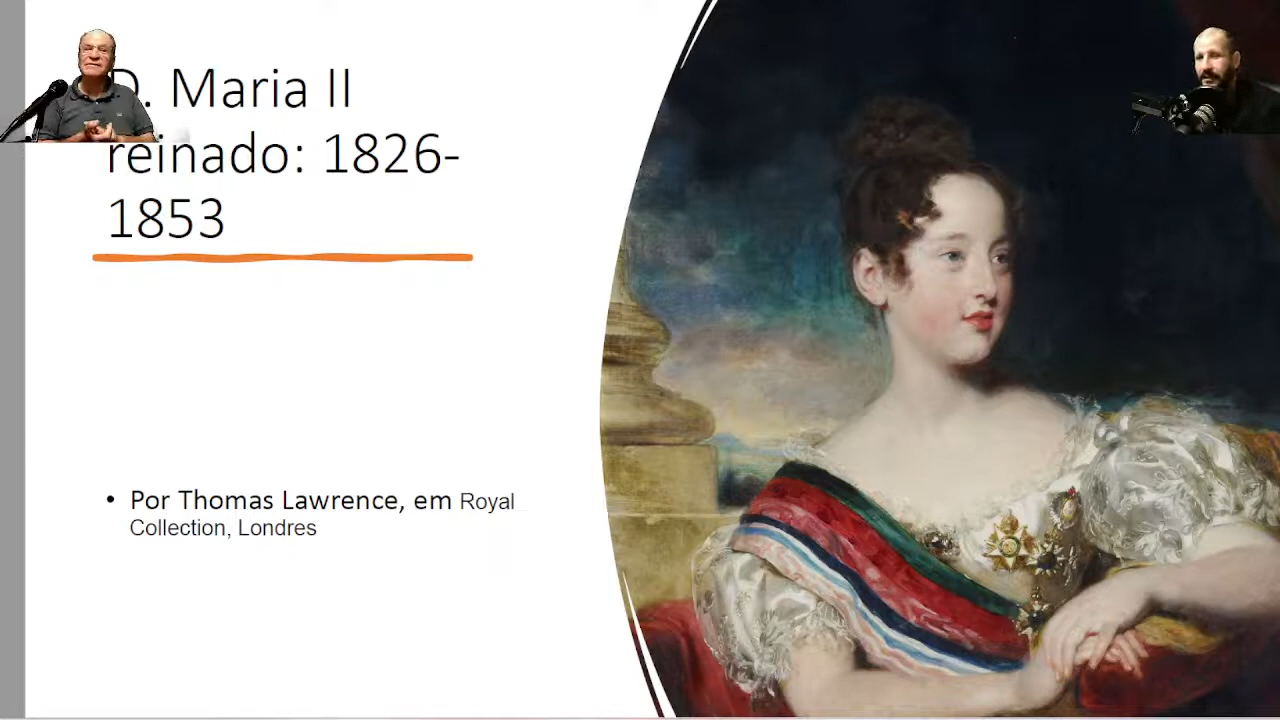 D. Maria II
reinado: 1826-
1853
• Por Thomas Lawrence, em Royal
Collection, Londres